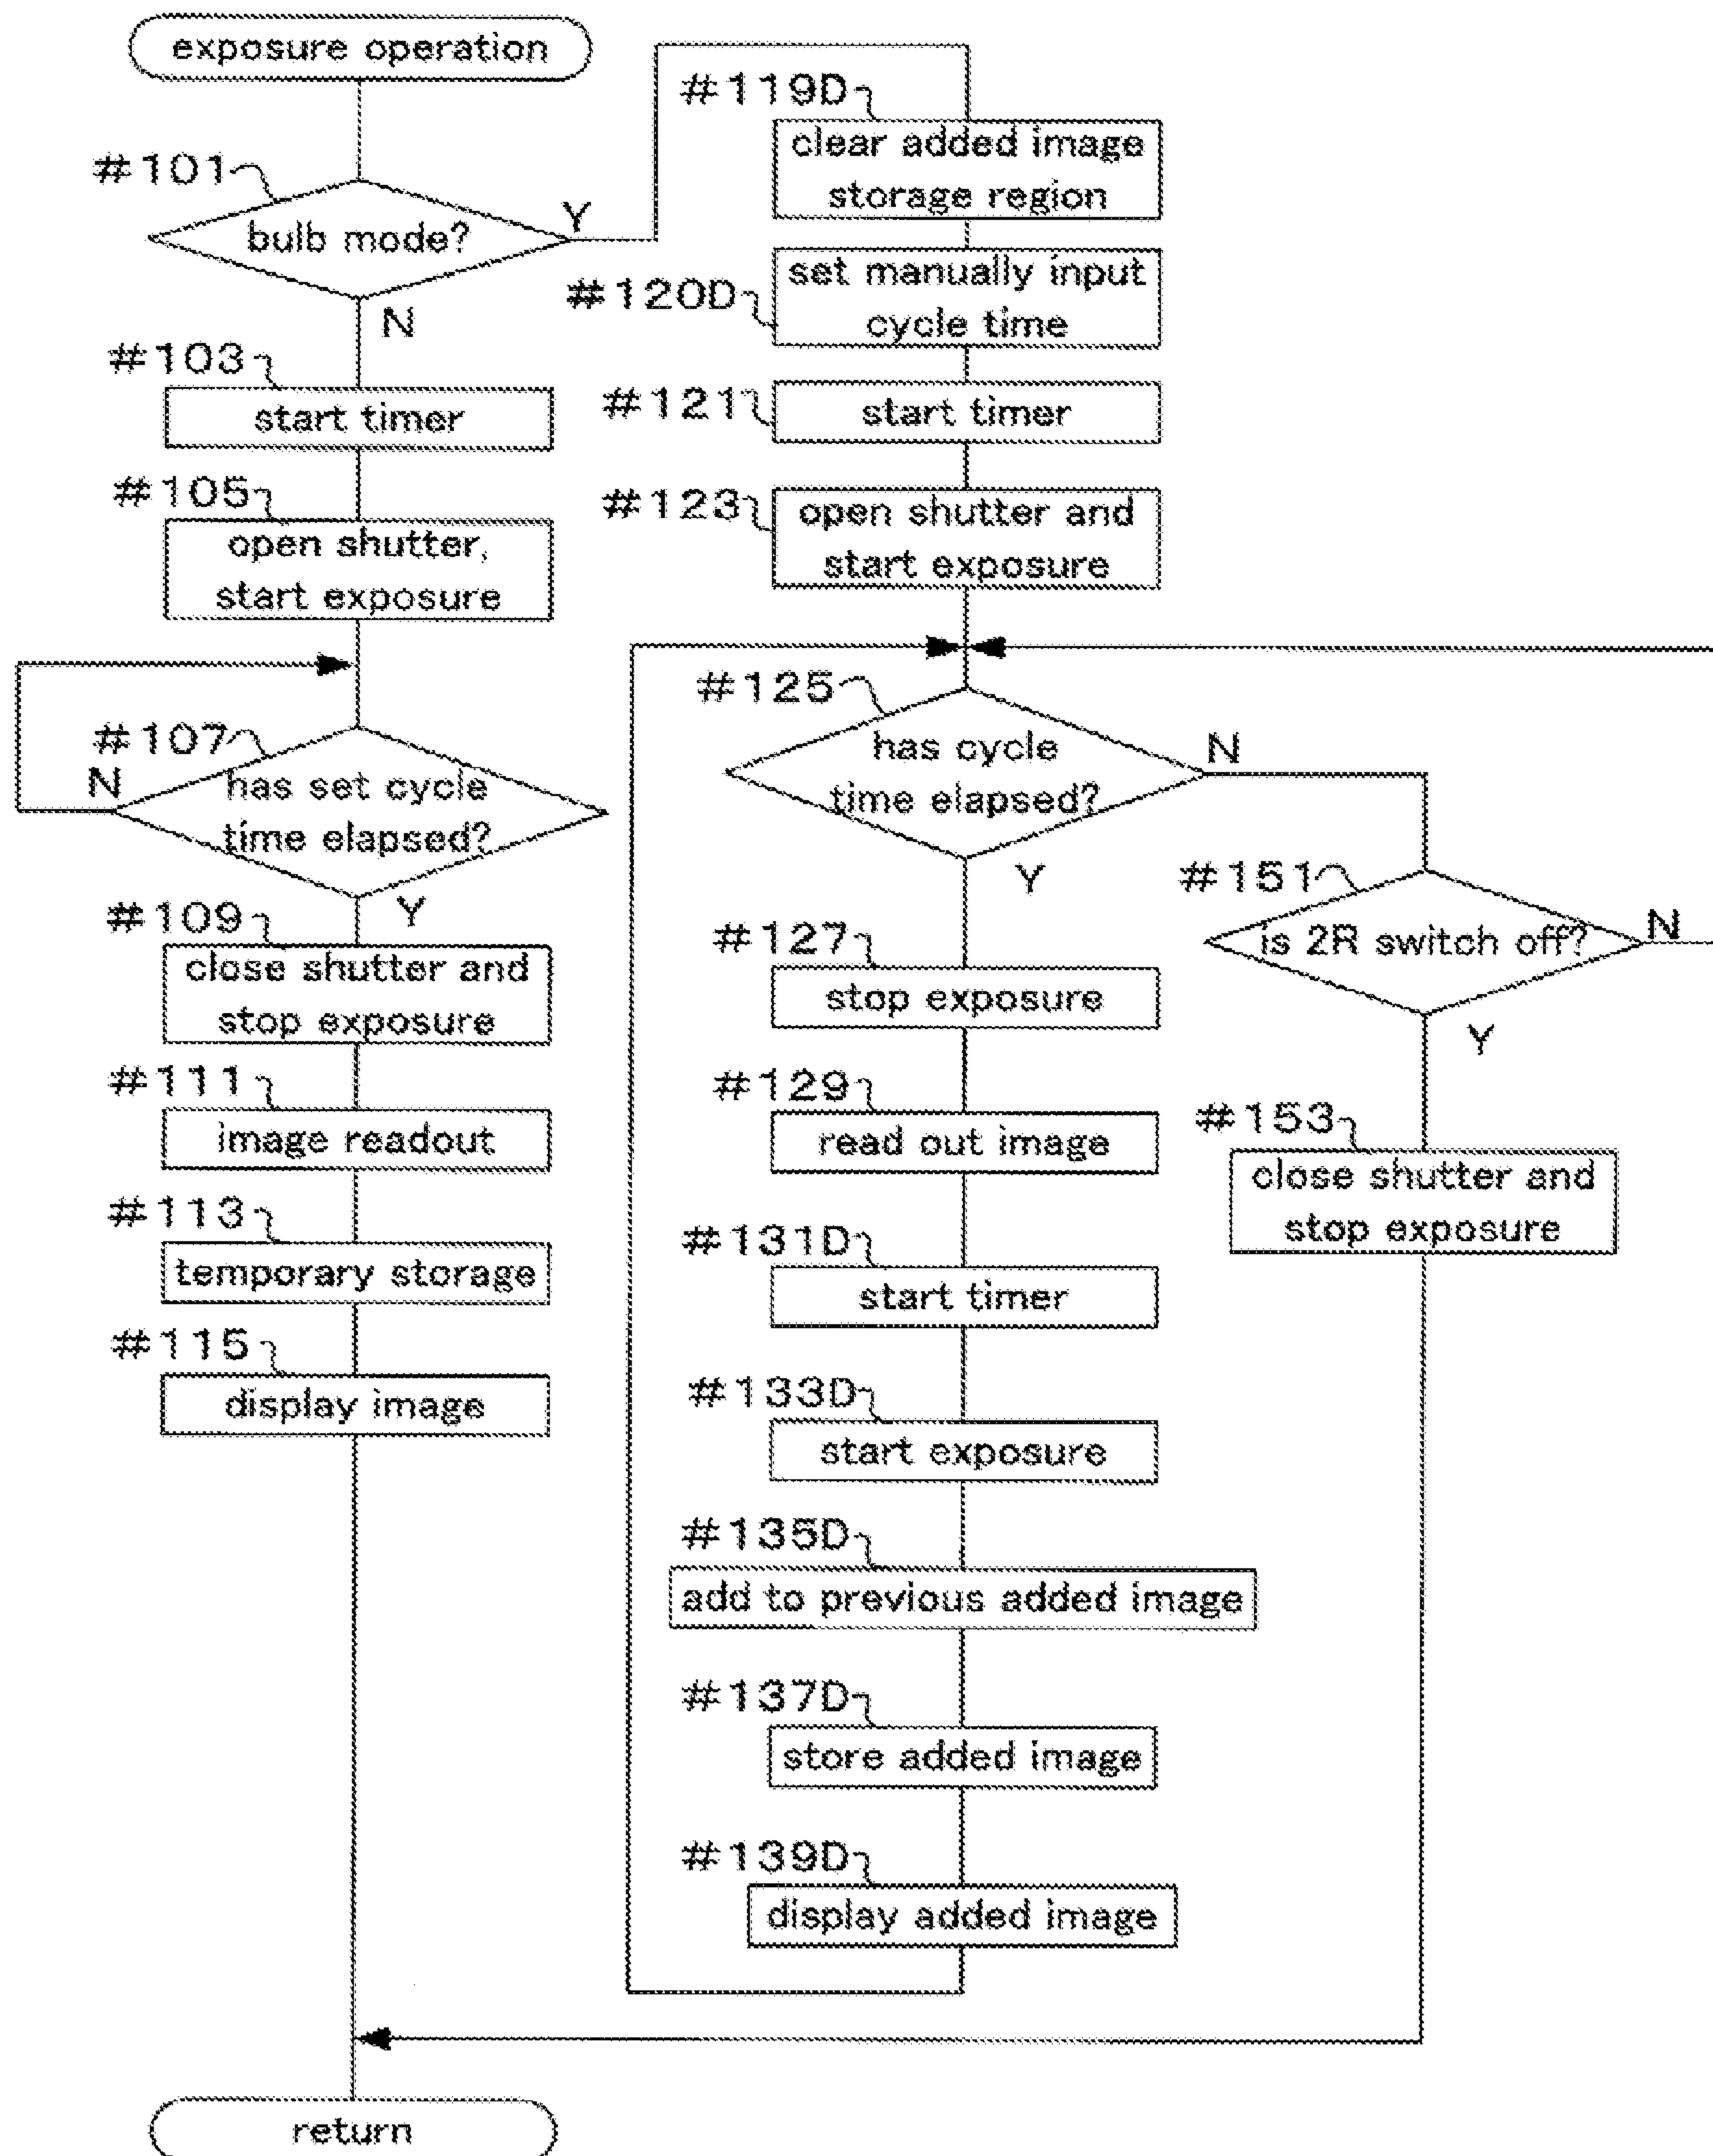 exposure operation
#101
bulb mode?
Y
N
#103
start timer
#105
open shutter,
start exposure
#107
N
has set cycle
time elapsed?
Y
#109
close shutter and
stop exposure
#111
image readout
#113
temporary storage
#115
display image
#119D
clear added image
storage region
#120D
set manually input
cycle time
#121
start timer
#123
open shutter and
start exposure
#125
has cycle
time elapsed?
N
Y
#127
stop exposure
#129
read out image
#131D
start timer
#133D
start exposure
#135D
add to previous added image
#137D
store added image
#139D
display added image
#151
is 2R switch off?
N
Y
#153
close shutter and
stop exposure
return